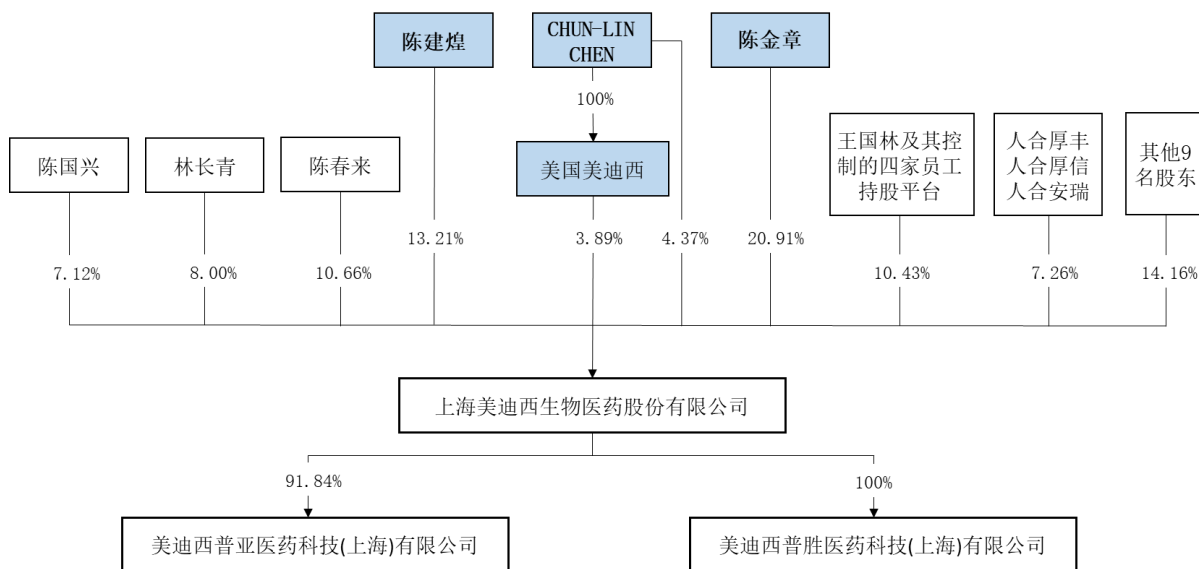 陈建煌
CHUN-LIN
CHEN
陈金章
100%
陈国兴
林长青
陈春来
美国美迪西
王国林及其控
制的四家员工
持股平台
人合厚丰
人合厚信
人合安瑞
其他9
名股东
13.21%
3.89%
4.37%
20.91%
7.12%
8.00%
10.66%
10.43%
7.26%
14.16%
上海美迪西生物医药股份有限公司
91.84%
100%
美迪西普亚医药科技(上海)有限公司
美迪西普胜医药科技(上海)有限公司